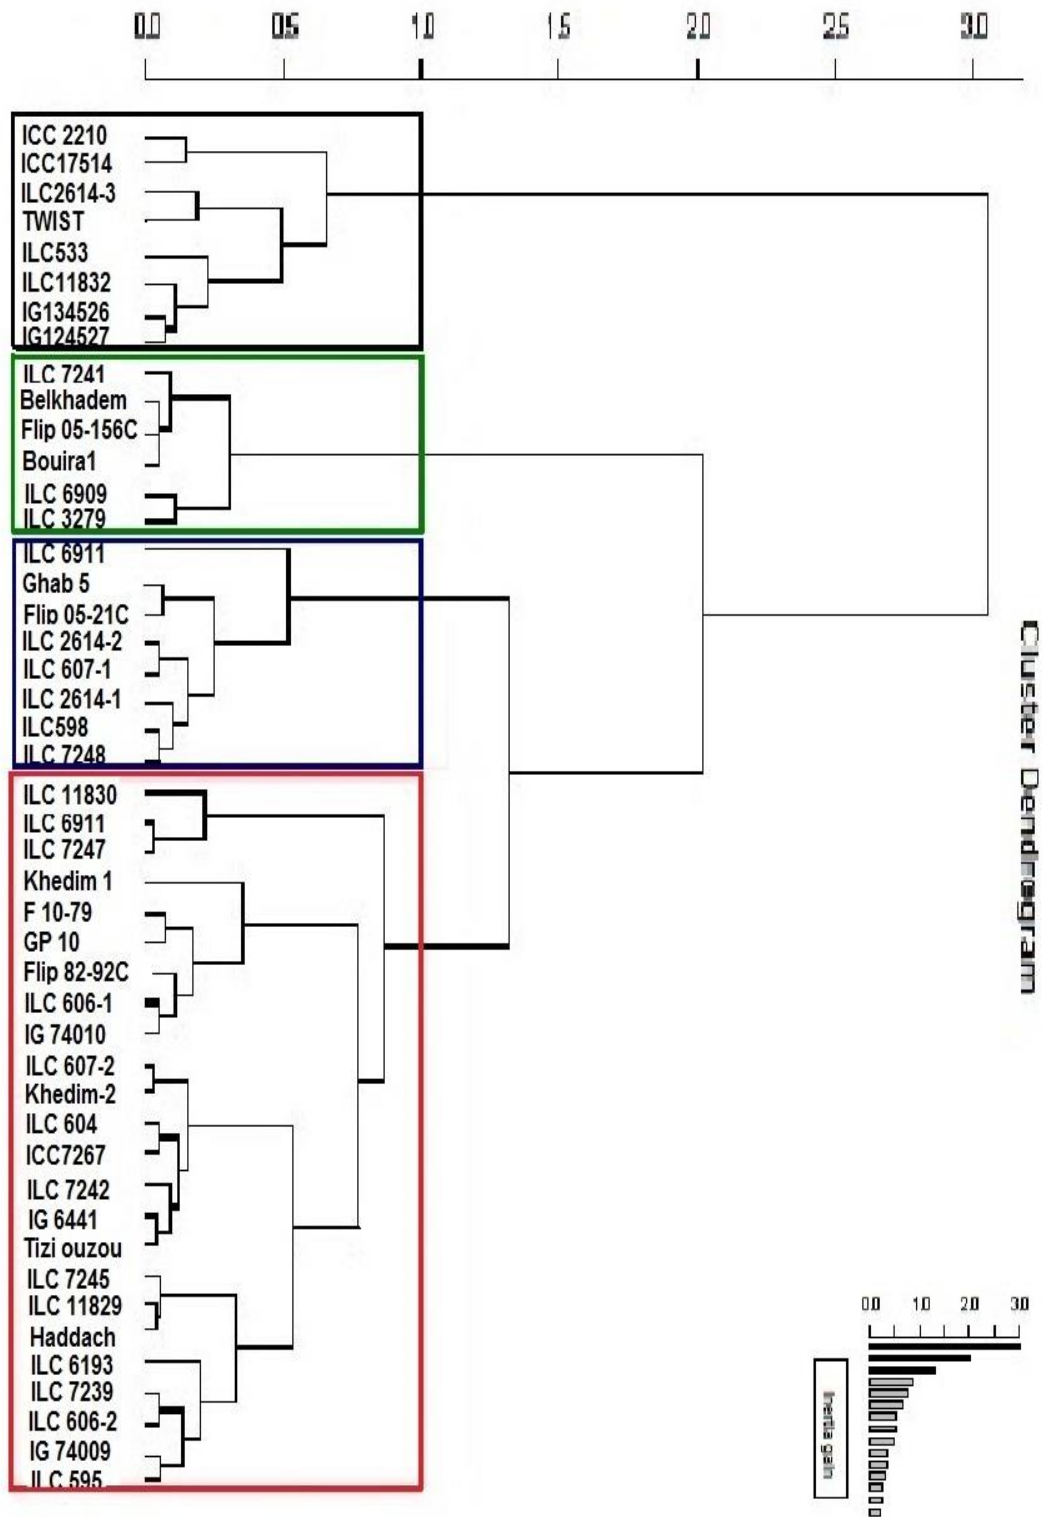 0.0 0.5 1.0 1.5 2.0 2.5 3.0
ICC 2210
ICC17514
ILC2614-3
TWIST
ILC533
ILC11832
IG134526
IG124527
ILC 7241
Belkhadem
Flip 05-156C
Bouira1
ILC 6909
ILC 3279
ILC 6911
Ghab 5
Flip 05-21C
ILC 2614-2
ILC 607-1
ILC 2614-1
ILC598
ILC 7248
ILC 11830
ILC 6911
ILC 7247
Khedim 1
F 10-79
GP 10
Flip 82-92C
ILC 606-1
IG 74010
ILC 607-2
Khedim-2
ILC 604
ICC7267
ILC 7242
IG 6441
Tizi ouzou
ILC 7245
ILC 11829
Haddach
ILC 6193
ILC 7239
ILC 606-2
IG 74009
ILC 595
Cluster Dendregram
0.0 1.0 2.0 3.0
Inertia gain